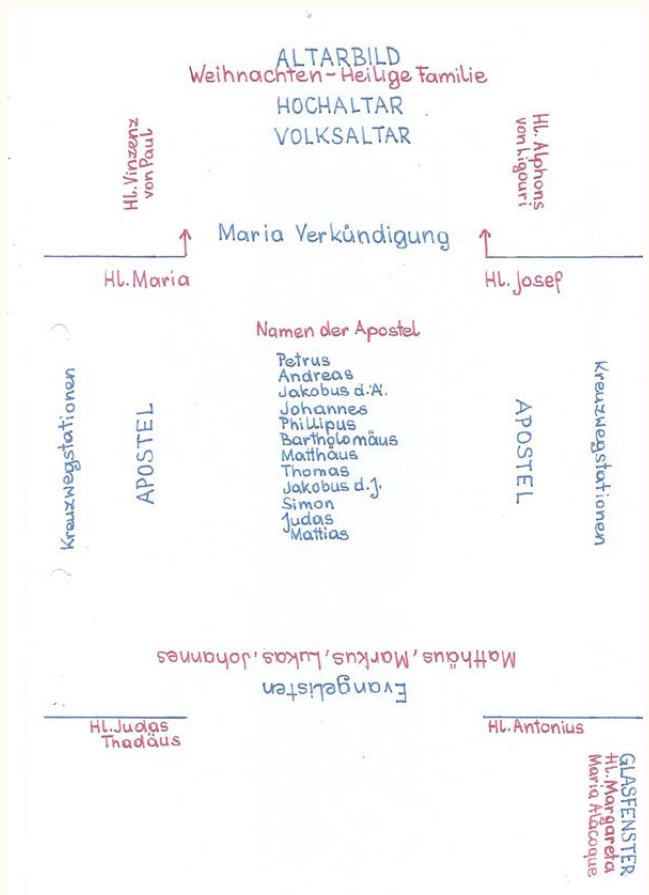 ALTARBILD
Weihnachten-Heilige Familie
HOCHALTAR
VOLKSALTAR
Hl. Vinzenz
von Paul
Hl. Alphons
von Ligouri
Maria Verkündigung
Hl. Maria
Hl. Josef
Namen der Apostel
Petrus
Andreas
Jakobus d.Ä.
Johannes
Phillipus
Bartholomäus
Matthäus
Thomas
Jakobus d.J.
Simon
Judas
Mattias
Kreuzwegstationen
APOSTEL
APOSTEL
Kreuzwegstationen
Evangelisten
Matthäus, Markus, Lukas, Johannes
Hl. Judas
Thadäus
Hl. Antonius
GLASFENSTER
Hl. Margareta
Maria Alacoque